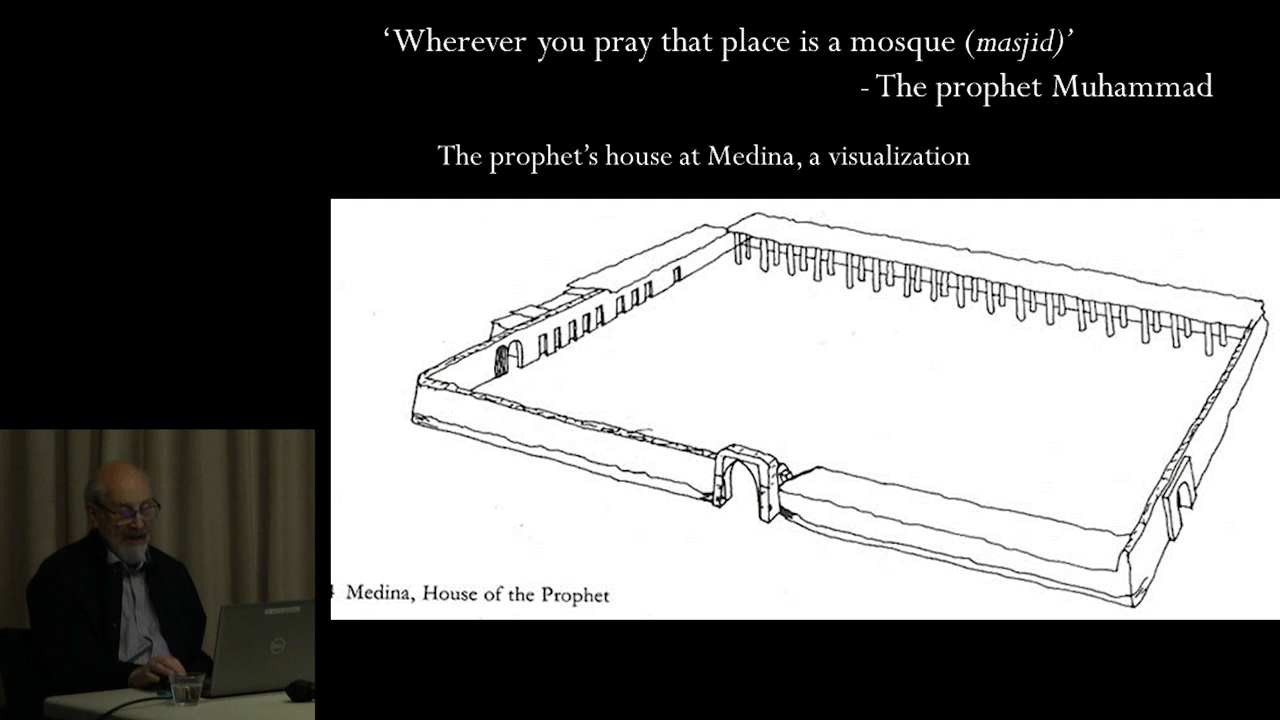 ‘Wherever you pray that place is a mosque (masjid)’
- The prophet Muhammad
The prophet’s house at Medina, a visualization
Medina, House of the Prophet